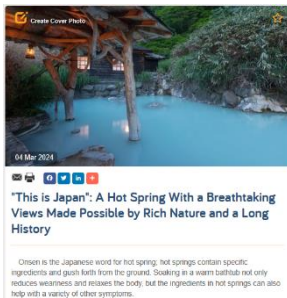 Create Cover Photo
04 Mar 2024
"This is Japan": A Hot Spring With a Breathtaking
Views Made Possible by Rich Nature and a Long
History
Onsen is the Japanese word for hot spring; hot springs contain specific
ingredients and gush forth from the ground. Soaking in a warm bathtub not only
reduces weariness and relaxes the body, but the ingredients in hot springs can also
help with a variety of other symptoms.